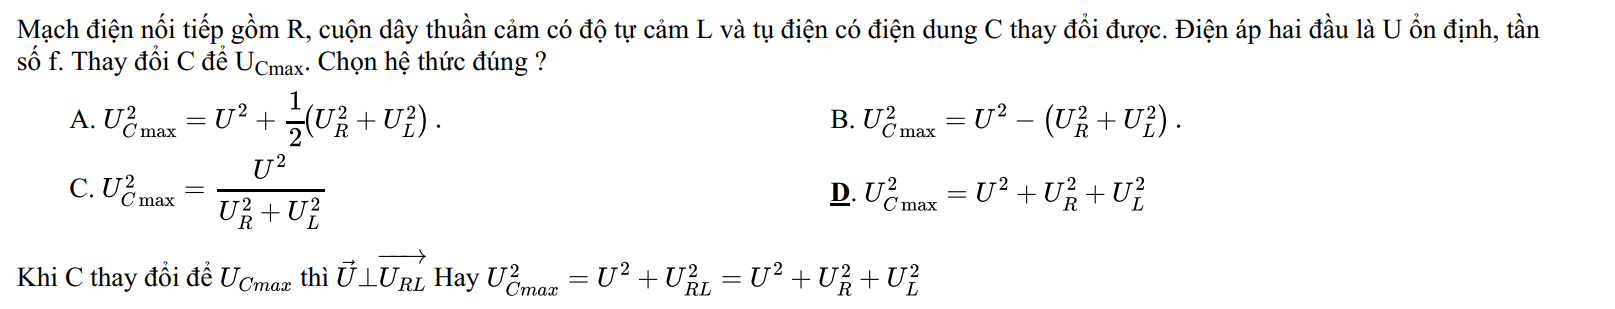 Mạch điện nối tiếp gồm R, cuộn dây thuần cảm có độ tự cảm L và tụ điện có điện dung C thay đổi được. Điện áp hai đầu là U ổn định, tần
số f. Thay đổi C để U_{Cmax}. Chọn hệ thức đúng ?
A. $U_{C\max}^2 = U^2 + \frac{1}{2}(U_R^2 + U_L^2)$. B. $U_{C\max}^2 = U^2 - (U_R^2 + U_L^2)$.
C. $U_{C\max}^2 = \frac{U^2}{U_R^2 + U_L^2}$ D. $U_{C\max}^2 = U^2 + U_R^2 + U_L^2$
Khi C thay đổi để $U_{Cmax}$ thì $\vec{U} \perp \overrightarrow{U_{RL}}$ Hay $U_{Cmax}^2 = U^2 + U_{RL}^2 = U^2 + U_R^2 + U_L^2$